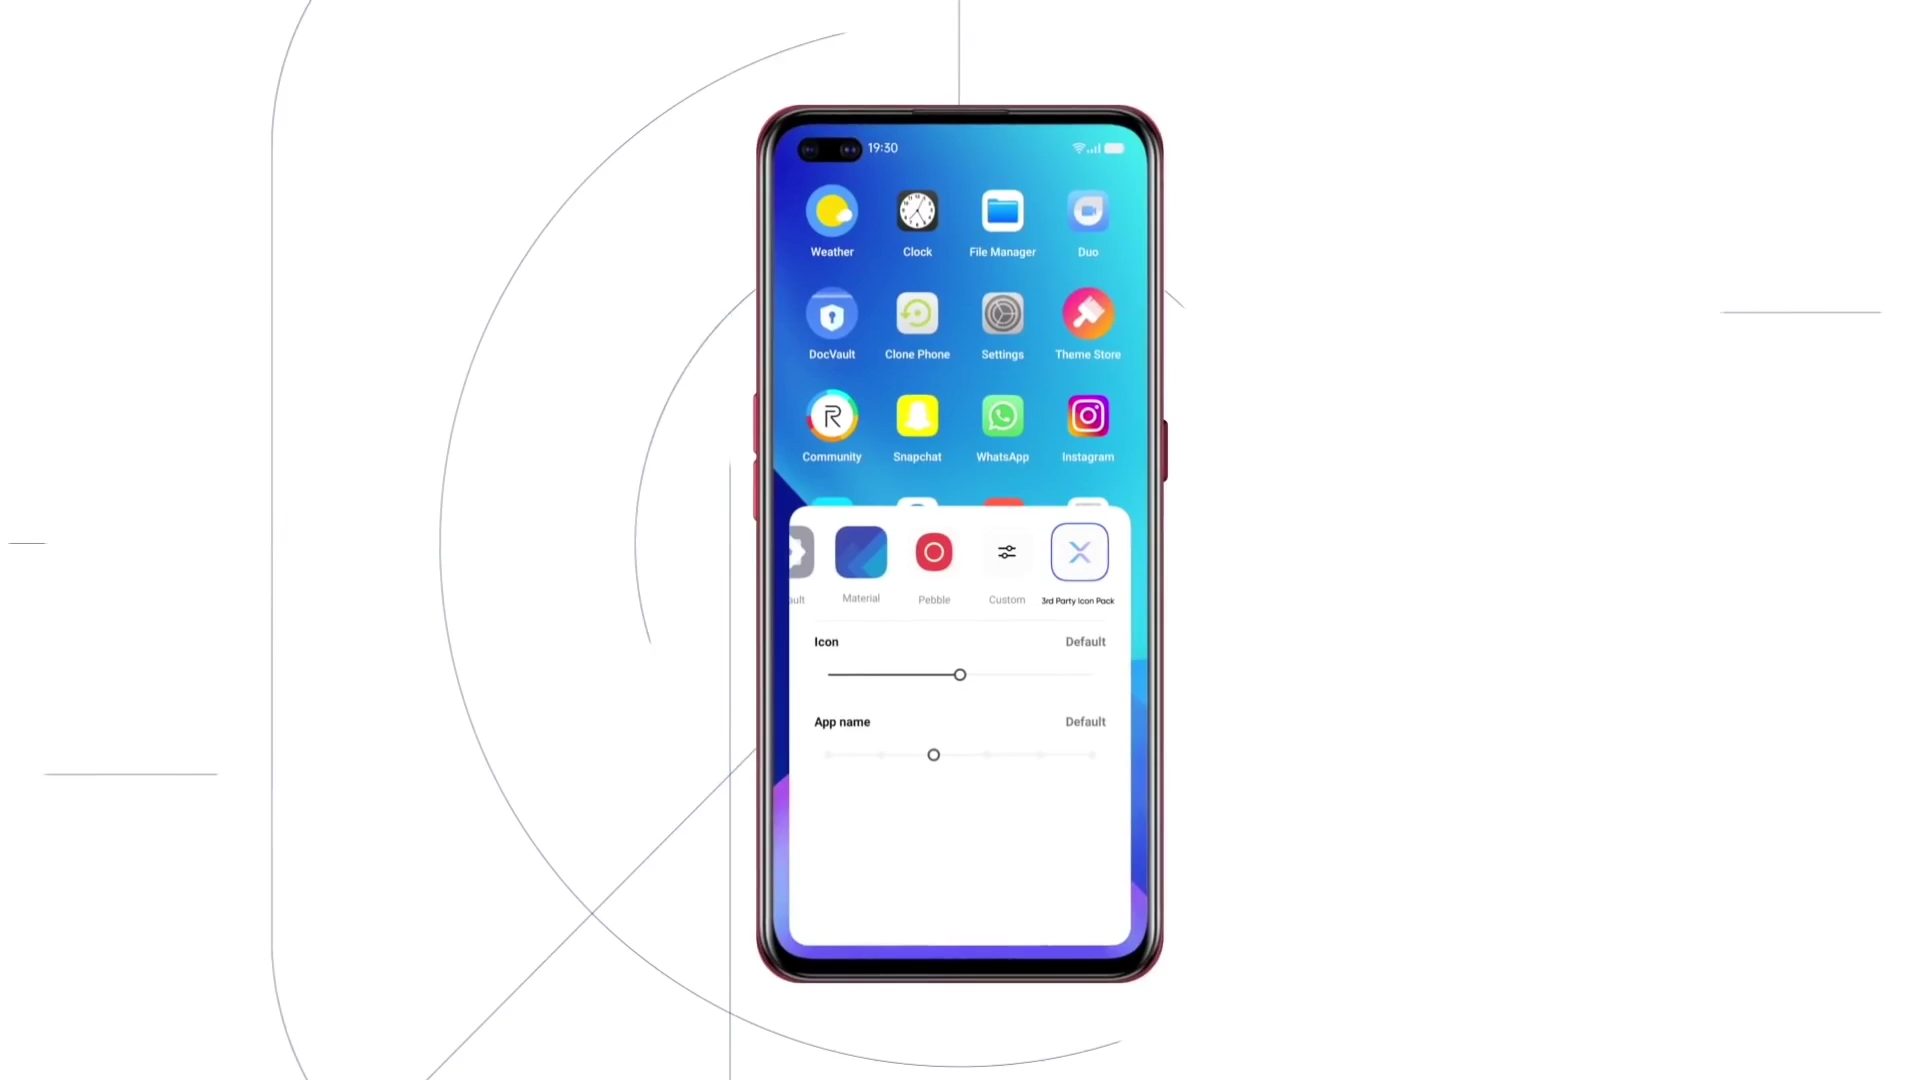 19:30
Weather Clock File Manager Duo
DocVault Clone Phone Settings Theme Store
R
Community Snapchat WhatsApp Instagram
ault Material Pebble Custom 3rd Party Icon Pack
Icon Default
App name Default